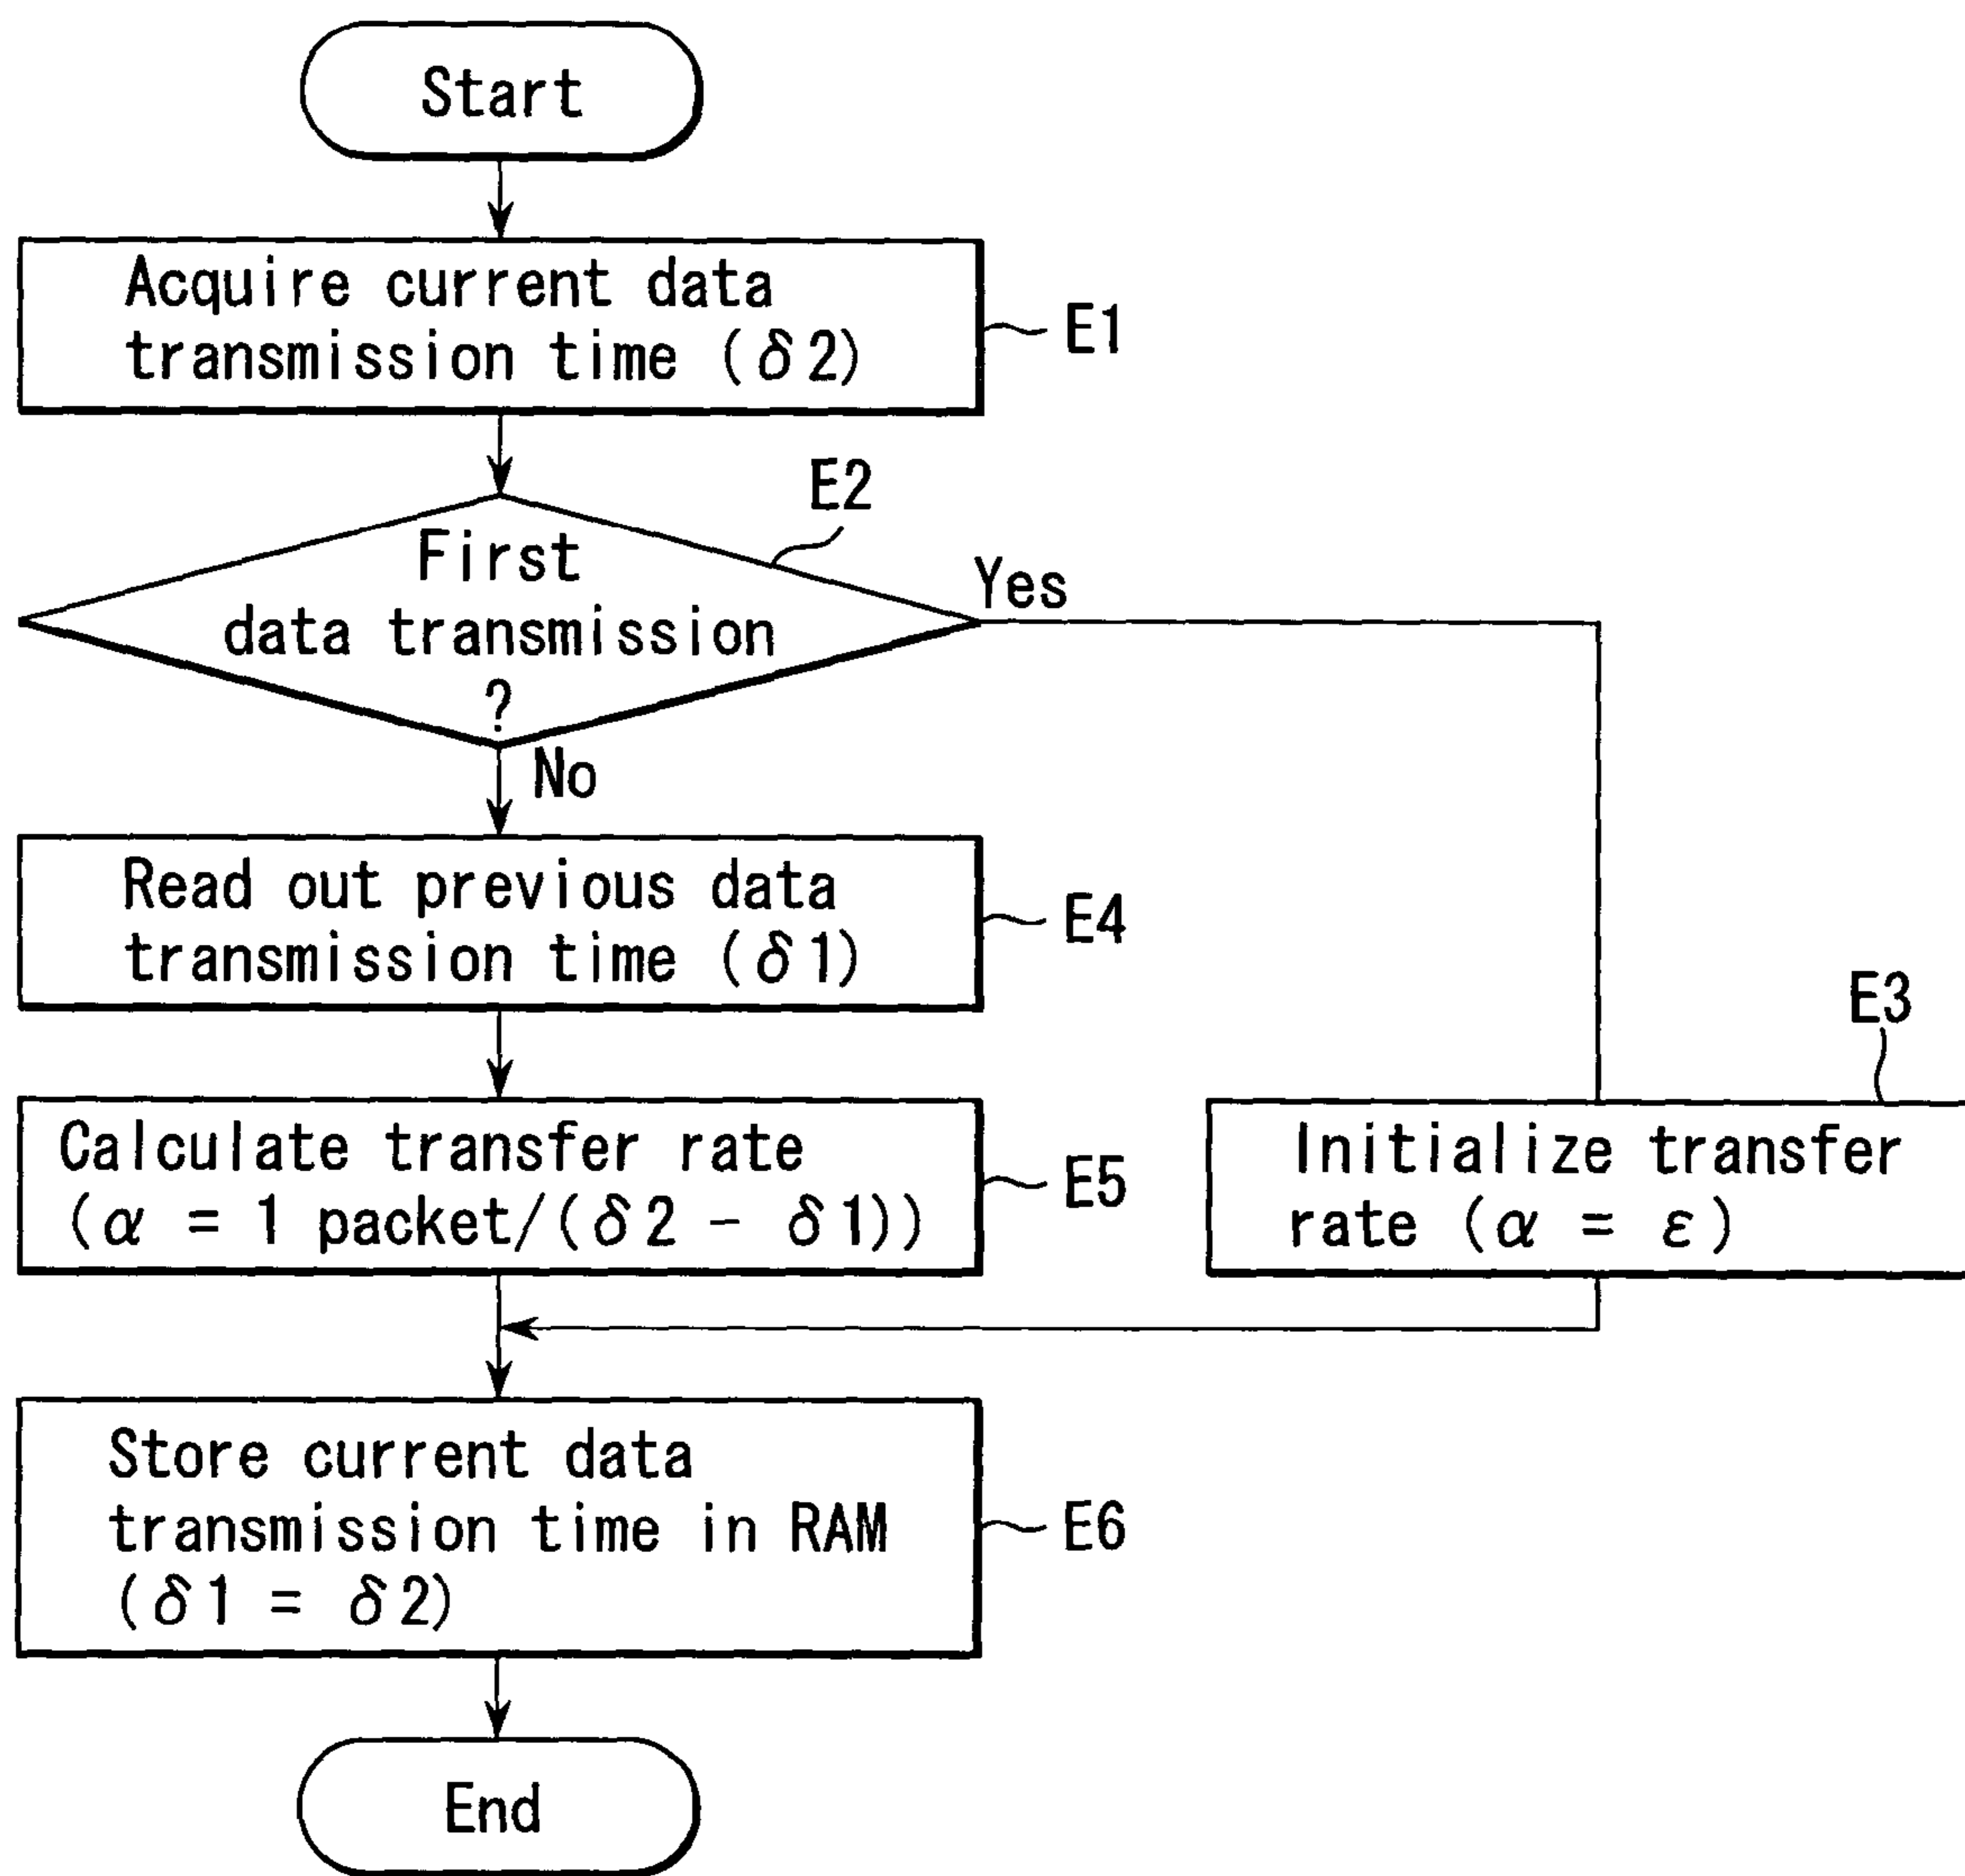 Start
Acquire current data
transmission time (δ2)
E1
E2
First
data transmission
?
Yes
No
Read out previous data
transmission time (δ1)
E4
E3
Calculate transfer rate
(α = 1 packet/(δ2 - δ1))
E5
Initialize transfer
rate (α = ε)
Store current data
transmission time in RAM
(δ1 = δ2)
E6
End